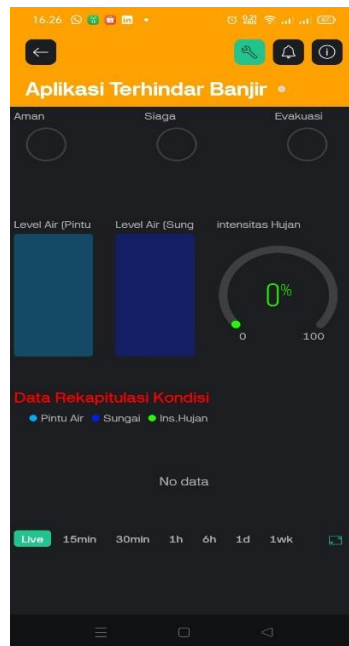 16.26
Aplikasi Terhindar Banjir
Aman Siaga Evakuasi
Level Air (Pintu Level Air (Sung intensitas Hujan
0%
0 100
Data Rekapitulasi Kondisi
Pintu Air Sungai Ins.Hujan
No data
Live 15min 30min 1h 6h 1d 1wk